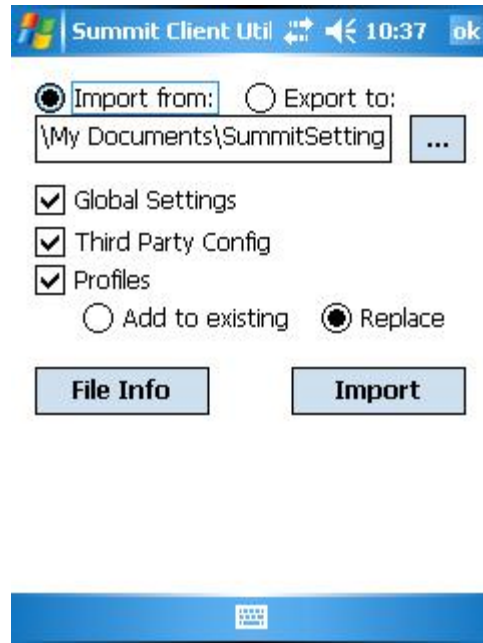 Summit Client Util 10:37 ok
Import from: Export to:
\My Documents\SummitSetting ...
Global Settings
Third Party Config
Profiles
Add to existing Replace
File Info Import